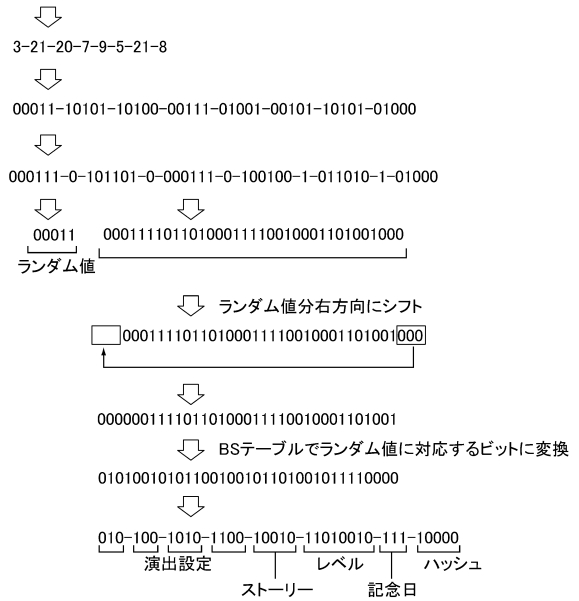 3-21-20-7-9-5-21-8
00011-10101-10100-00111-01001-00101-10101-01000
000111-0-101101-0-000111-0-100100-1-011010-1-01000
00011 00011110110100011110010001101001000
ランダム値
ランダム値分右方向にシフト
00011110110100011110010001101001000
00000011110110100011110010001101001
BSテーブルでランダム値に対応するビットに変換
01010010101100100101101001011110000
010-100-1010-1100-10010-11010010-111-10000
演出設定 レベル ハッシュ
ストーリー 記念日